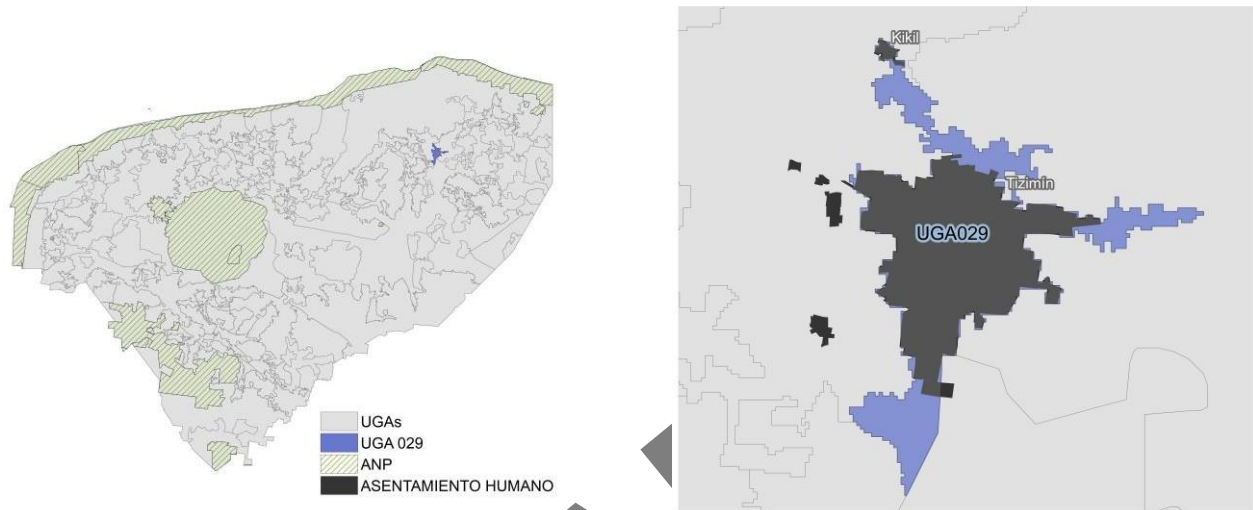 UGAs
UGA 029
ANP
ASENTAMIENTO HUMANO
Kikil
Tizimín
UGA029